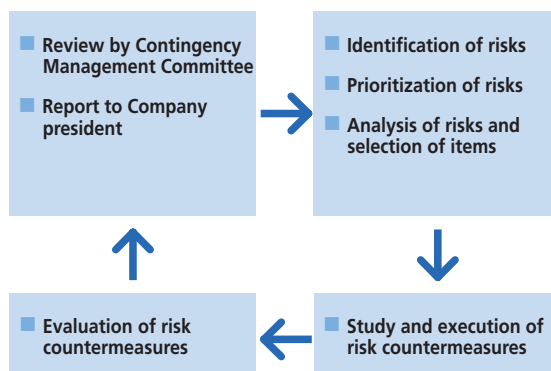 Review by Contingency
Management Committee
Report to Company
president
Identification of risks
Prioritization of risks
Analysis of risks and
selection of items
Evaluation of risk
countermeasures
Study and execution of
risk countermeasures